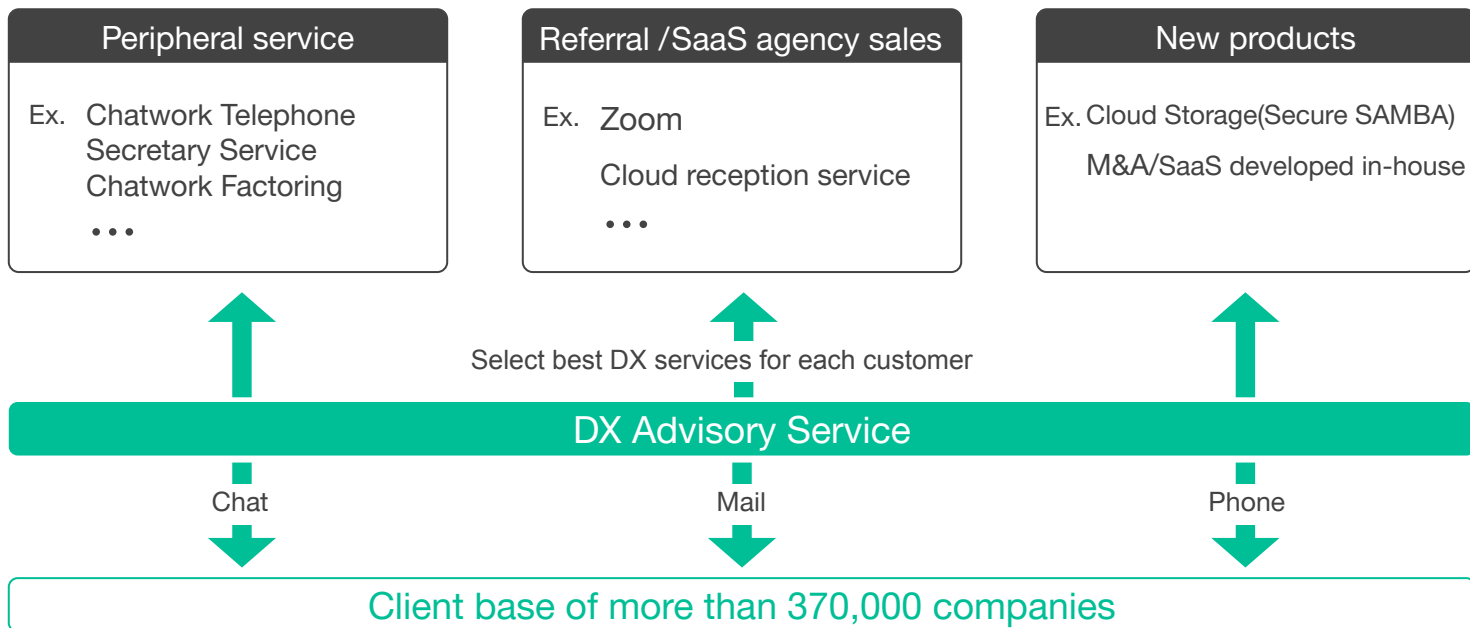 Peripheral service
Ex. Chatwork Telephone
Secretary Service
Chatwork Factoring
•••
Referral /SaaS agency sales
Ex. Zoom
Cloud reception service
•••
New products
Ex. Cloud Storage(Secure SAMBA)
M&A/SaaS developed in-house
Select best DX services for each customer
DX Advisory Service
Chat
Mail
Phone
Client base of more than 370,000 companies